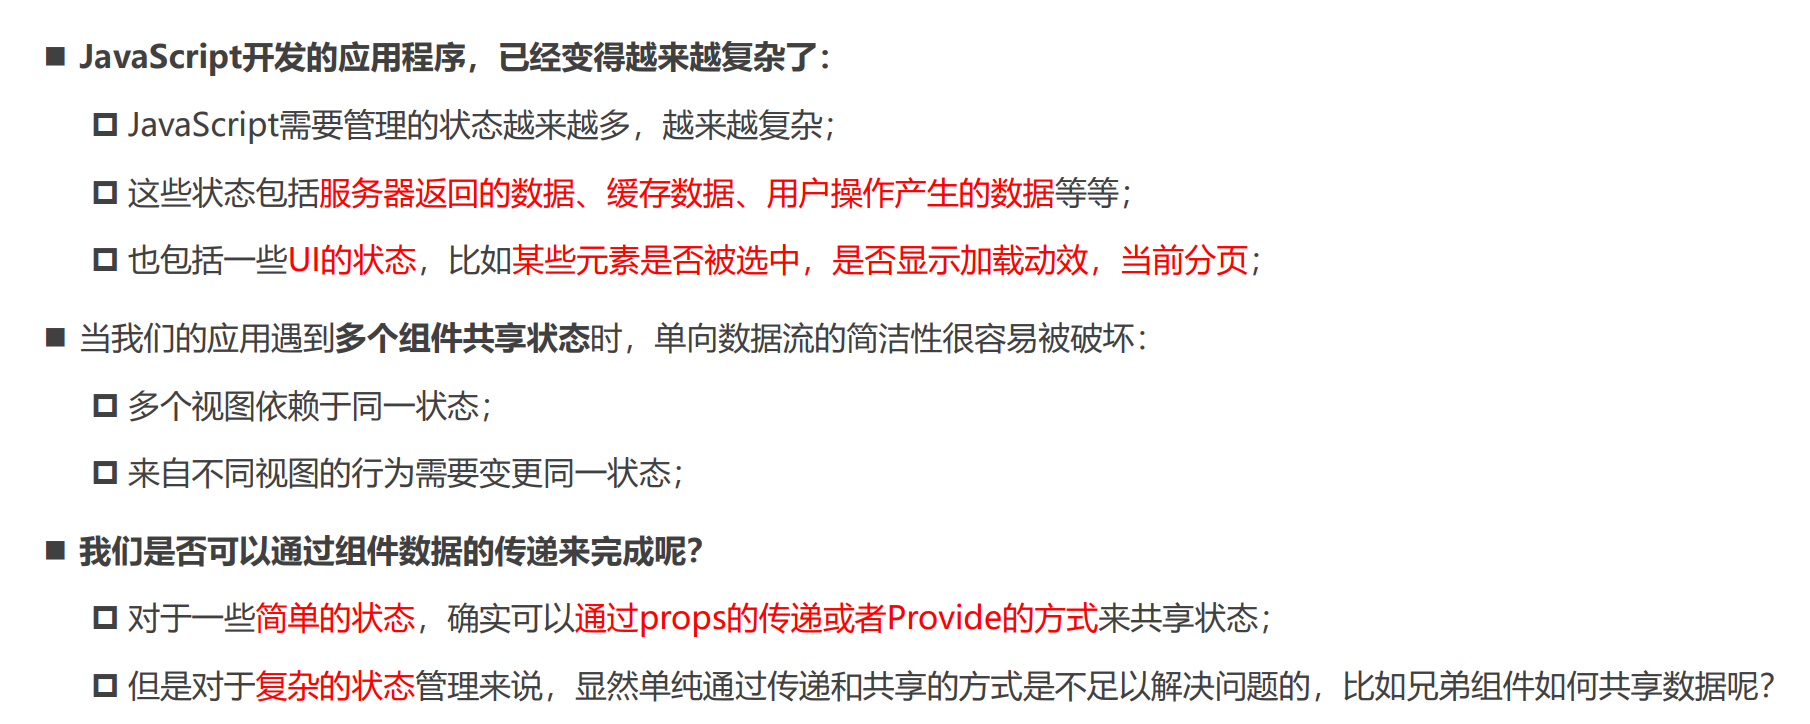 JavaScript开发的应用程序，已经变得越来越复杂了：
JavaScript需要管理的状态越来越多，越来越复杂；
这些状态包括服务器返回的数据、缓存数据、用户操作产生的数据等等；
也包括一些UI的状态，比如某些元素是否被选中，是否显示加载动效，当前分页；
当我们的应用遇到多个组件共享状态时，单向数据流的简洁性很容易被破坏：
多个视图依赖于同一状态；
来自不同视图的行为需要变更同一状态；
我们是否可以通过组件数据的传递来完成呢？
对于一些简单的状态，确实可以通过props的传递或者Provide的方式来共享状态；
但是对于复杂的状态管理来说，显然单纯通过传递和共享的方式是不足以解决问题的，比如兄弟组件如何共享数据呢？